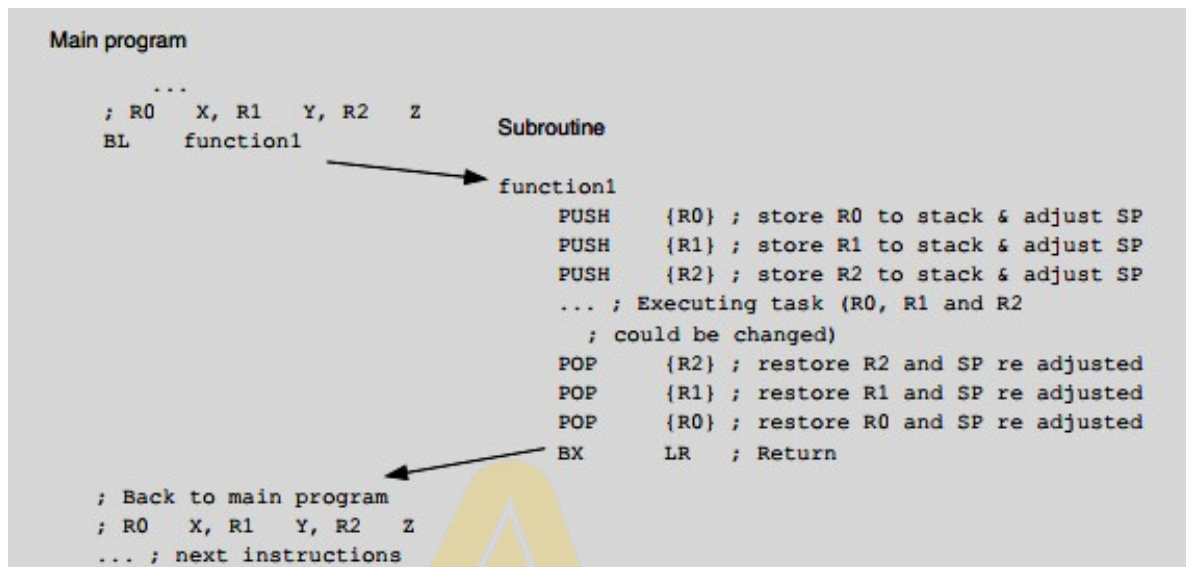 Main program
...
; R0 X, R1 Y, R2 Z
BL function1
Subroutine
function1
PUSH {R0} ; store R0 to stack & adjust SP
PUSH {R1} ; store R1 to stack & adjust SP
PUSH {R2} ; store R2 to stack & adjust SP
... ; Executing task (R0, R1 and R2
; could be changed)
POP {R2} ; restore R2 and SP re adjusted
POP {R1} ; restore R1 and SP re adjusted
POP {R0} ; restore R0 and SP re adjusted
BX LR ; Return
; Back to main program
; R0 X, R1 Y, R2 Z
... ; next instructions